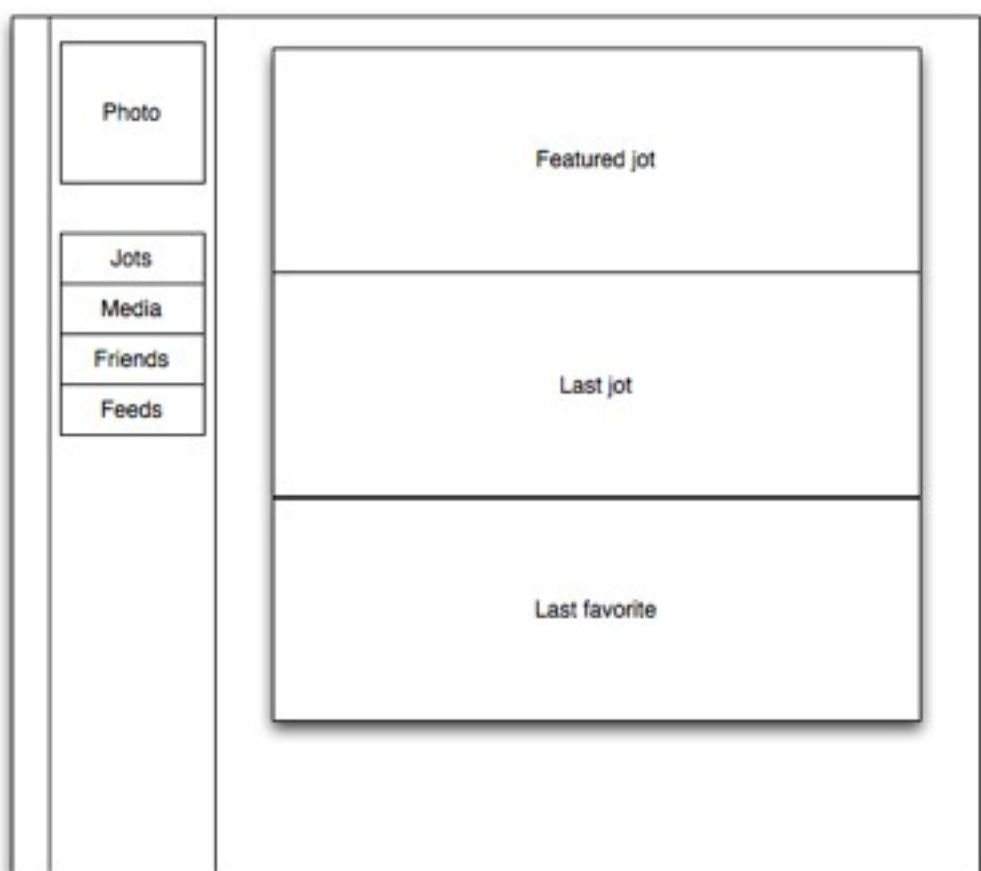 Photo
Jots
Media
Friends
Feeds
Featured jot
Last jot
Last favorite